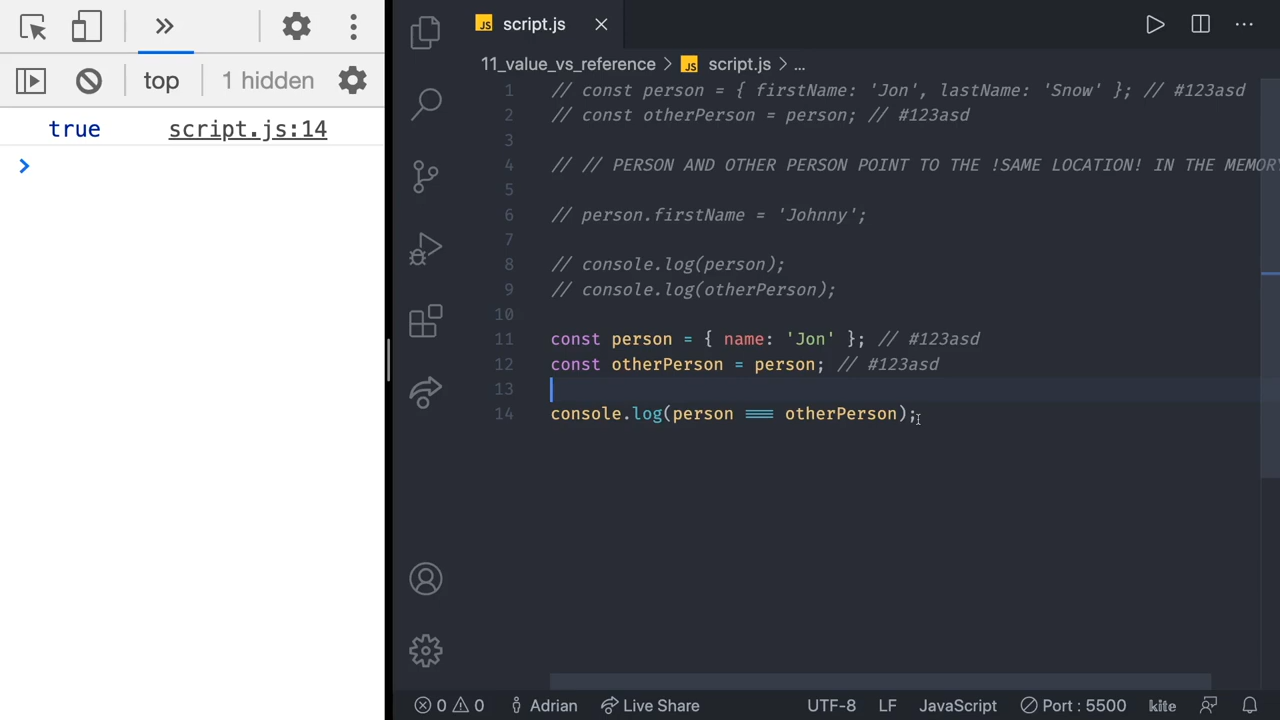 top
1 hidden
true script.js:14
JS script.js
11_value_vs_reference > JS script.js > ...
1 // const person = { firstName: 'Jon', lastName: 'Snow' }; // #123asd
2 // const otherPerson = person; // #123asd
3
4 // // PERSON AND OTHER PERSON POINT TO THE !SAME LOCATION! IN THE MEMORY
5
6 // person.firstName = 'Johnny';
7
8 // console.log(person);
9 // console.log(otherPerson);
10
11 const person = { name: 'Jon' }; // #123asd
12 const otherPerson = person; // #123asd
13
14 console.log(person === otherPerson);
0 0 Adrian Live Share UTF-8 LF JavaScript Port : 5500 kite